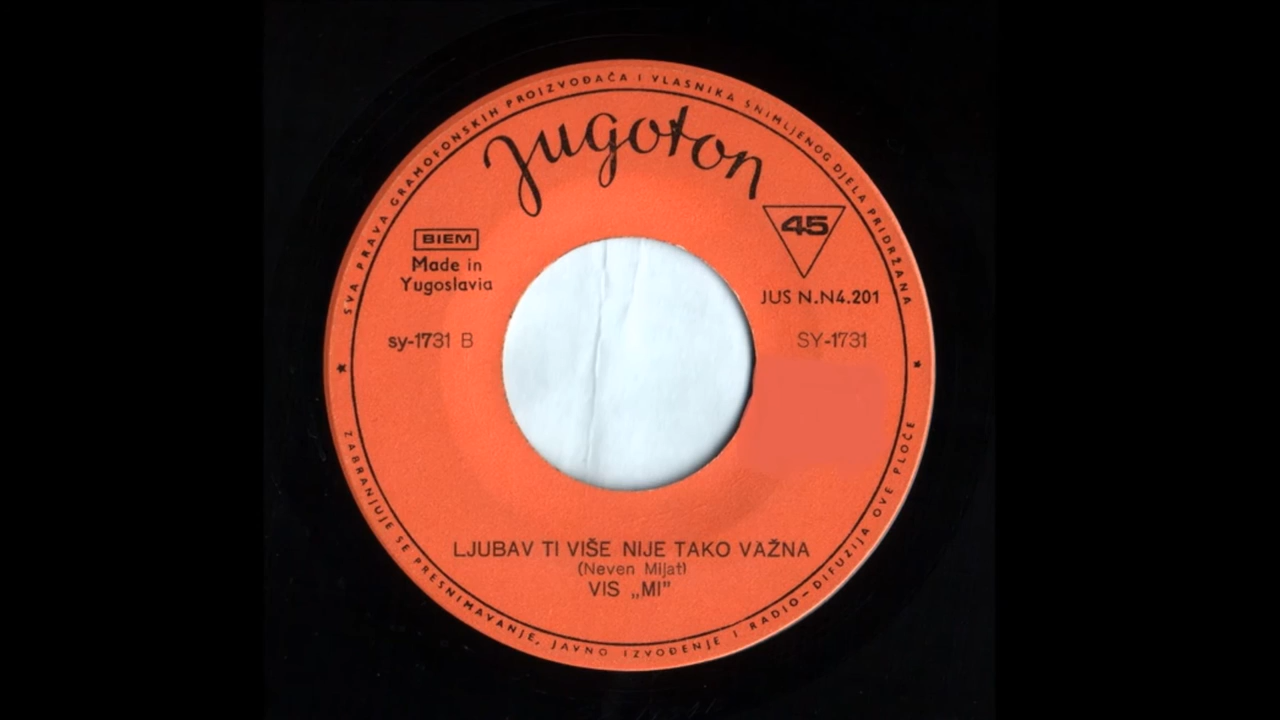 SVA PRAVA GRAMOFONSKIH PROIZVOĐAČA I VLASNIKA SNIMLJENOG DJELA PRIDRŽANA
Jugoton
BIEM
45
Made in
Yugoslavia
JUS N.N4.201
sy-1731 B
SY-1731
LJUBAV TI VIŠE NIJE TAKO VAŽNA
(Neven Mijat)
VIS „MI"
ZABRANJUJE SE PRESNIMAVANJE, JAVNO IZVOĐENJE I RADIO-DIFUZIJA OVE PLOČE